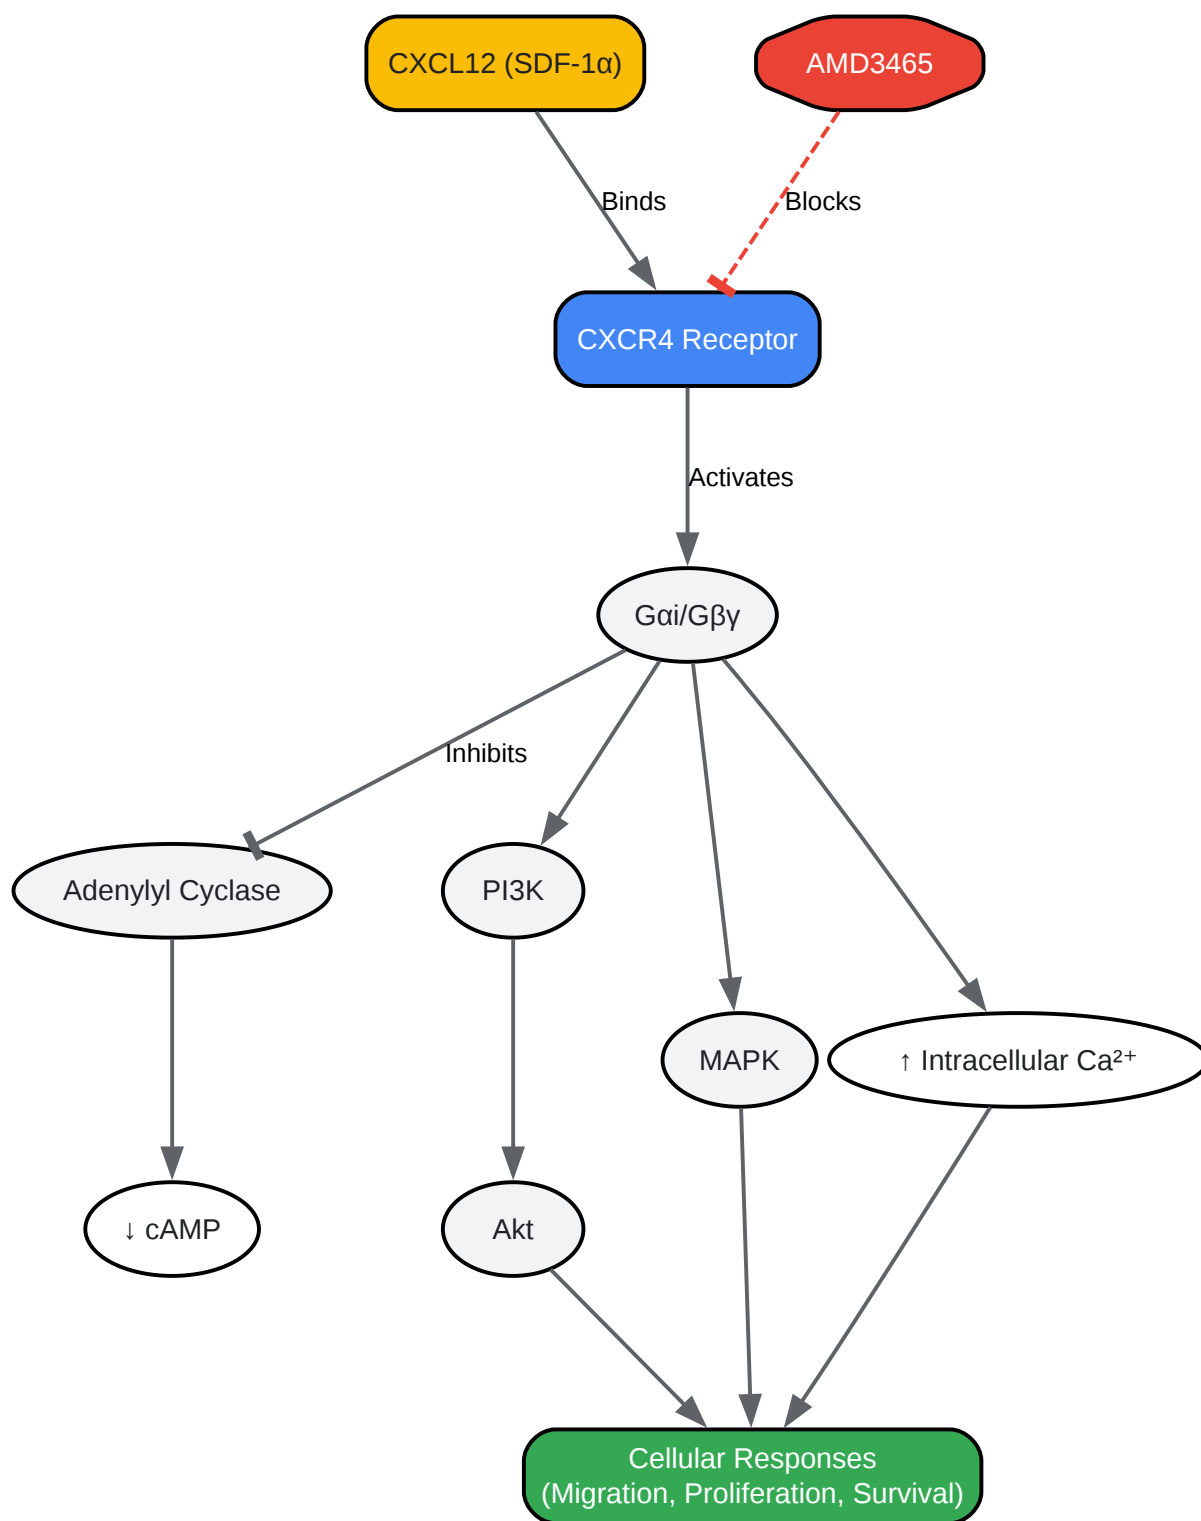 CXCL12 (SDF-1α)
AMD3465
Binds
Blocks
CXCR4 Receptor
Activates
Gαi/Gβγ
Inhibits
Adenylyl Cyclase
PI3K
MAPK
↑ Intracellular Ca²⁺
↓ cAMP
Akt
Cellular Responses
(Migration, Proliferation, Survival)